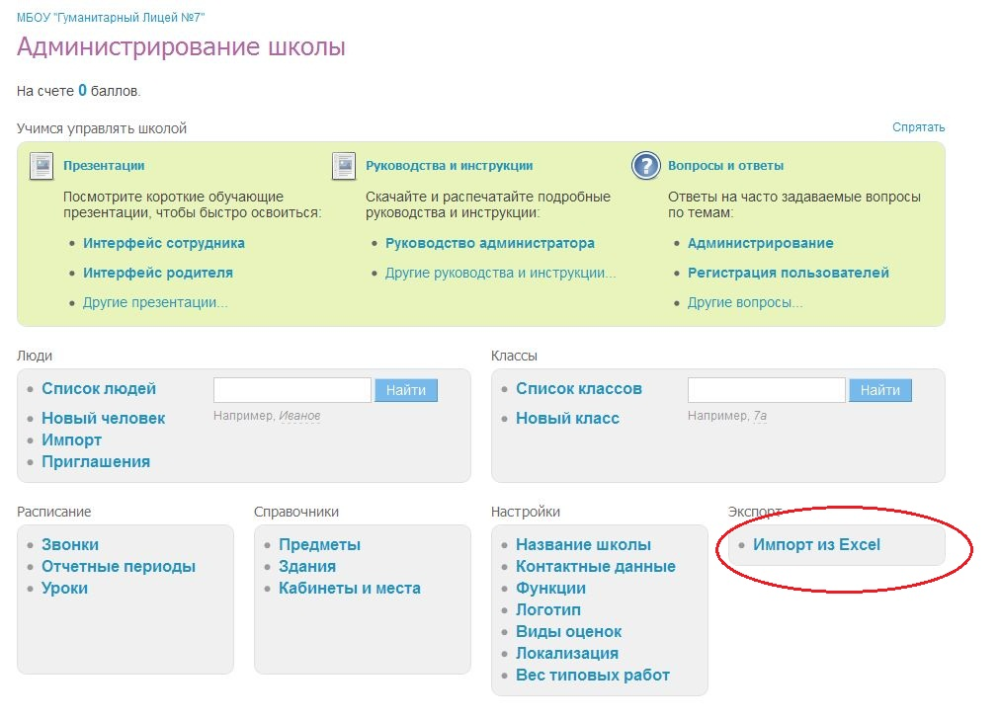 МБОУ "Гуманитарный Лицей №7"
Администрирование школы
На счете 0 баллов.
Учимся управлять школой
Спрятать
Презентации
Посмотрите короткие обучающие
презентации, чтобы быстро освоиться:
Интерфейс сотрудника
Интерфейс родителя
Другие презентации...
Руководства и инструкции
Скачайте и распечатайте подробные
руководства и инструкции:
Руководство администратора
Другие руководства и инструкции...
?
Вопросы и ответы
Ответы на часто задаваемые вопросы
по темам:
Администрирование
Регистрация пользователей
Другие вопросы...
Люди
Список людей
Новый человек
Импорт
Приглашения
Найти
Например, Иванов
Классы
Список классов
Новый класс
Найти
Например, 7а
Расписание
Звонки
Отчетные периоды
Уроки
Справочники
Предметы
Здания
Кабинеты и места
Настройки
Название школы
Контактные данные
Функции
Логотип
Виды оценок
Локализация
Вес типовых работ
Экспорт
Импорт из Excel